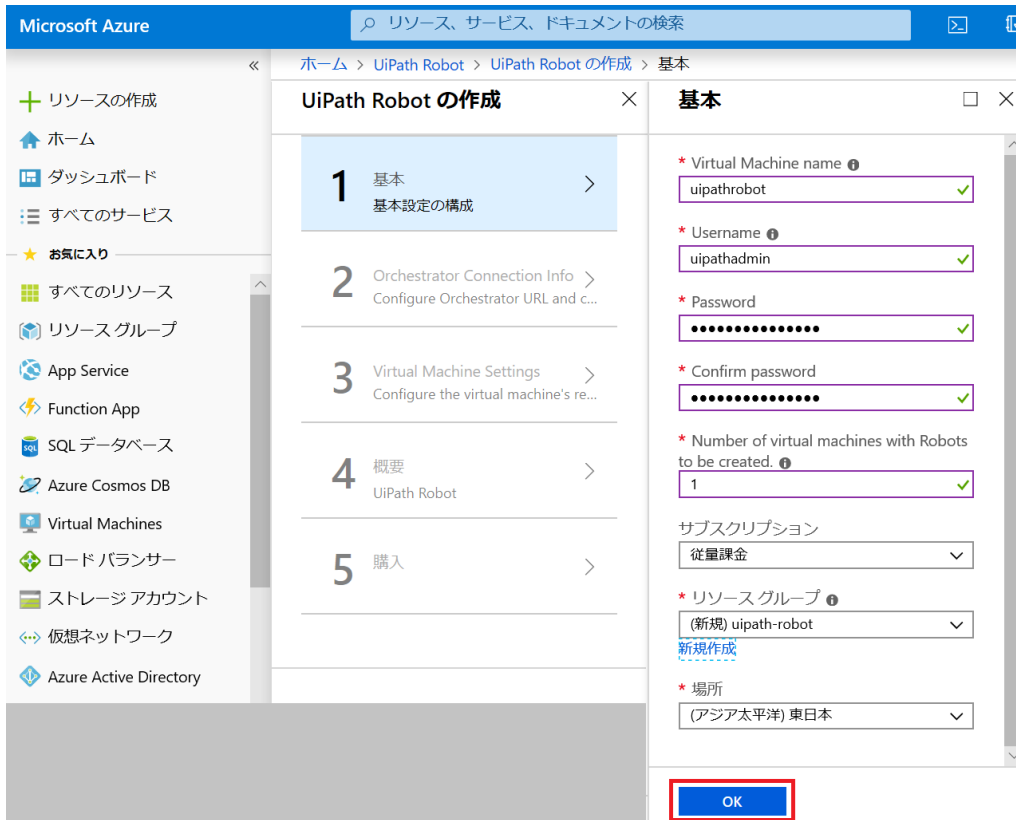 Microsoft Azure
リソース、サービス、ドキュメントの検索
ホーム > UiPath Robot > UiPath Robot の作成 > 基本
リソースの作成
ホーム
ダッシュボード
すべてのサービス
お気に入り
すべてのリソース
リソース グループ
App Service
Function App
SQL データベース
Azure Cosmos DB
Virtual Machines
ロード バランサー
ストレージ アカウント
仮想ネットワーク
Azure Active Directory
UiPath Robot の作成
1
基本
基本設定の構成
2
Orchestrator Connection Info
Configure Orchestrator URL and c...
3
Virtual Machine Settings
Configure the virtual machine's re...
4
概要
UiPath Robot
5
購入
基本
* Virtual Machine name
uipathrobot
* Username
uipathadmin
* Password
•••••••••••••••
* Confirm password
•••••••••••••••
* Number of virtual machines with Robots
to be created.
1
サブスクリプション
従量課金
* リソース グループ
(新規) uipath-robot
新規作成
* 場所
(アジア太平洋) 東日本
OK